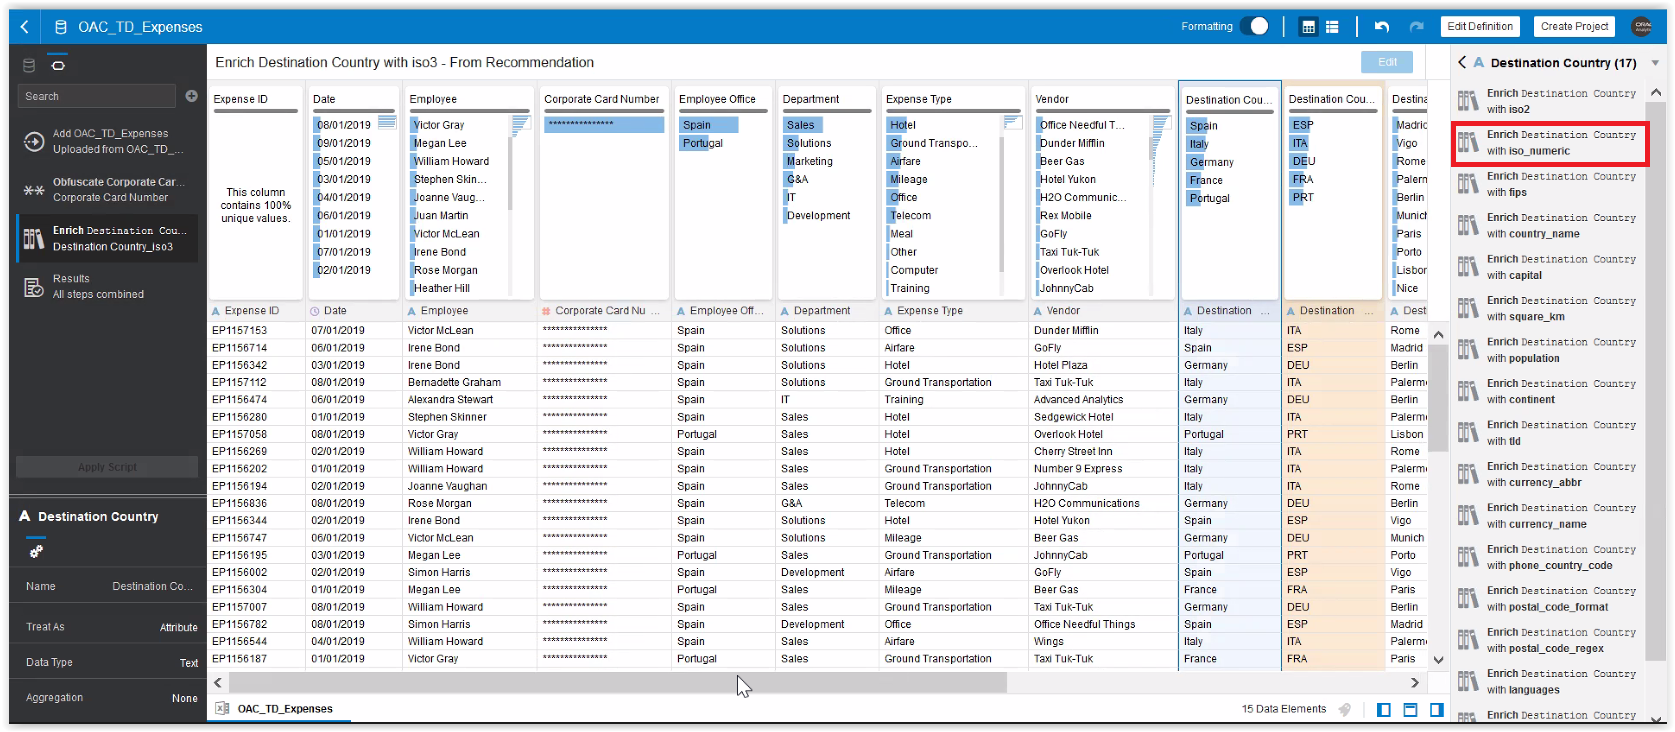 OAC_TD_Expenses
Formatting
Edit Definition
Create Project
Search
Add OAC_TD_Expenses
Uploaded from OAC_TD_...
Obfuscate Corporate Car...
Corporate Card Number
Enrich Destination Cou...
Destination Country_iso3
Results
All steps combined
Apply Script
A Destination Country
Name Destination Co...
Treat As Attribute
Data Type Text
Aggregation None
Enrich Destination Country with iso3 - From Recommendation
Edit
Expense ID
This column
contains 100%
unique values.
Date
08/01/2019
09/01/2019
05/01/2019
03/01/2019
04/01/2019
06/01/2019
01/01/2019
07/01/2019
02/01/2019
Employee
Victor Gray
Megan Lee
William Howard
Stephen Skin...
Joanne Vaug...
Juan Martin
Victor McLean
Irene Bond
Rose Morgan
Heather Hill
Corporate Card Number
***************
Employee Office
Spain
Portugal
Department
Sales
Solutions
Marketing
G&A
IT
Development
Expense Type
Hotel
Ground Transpo...
Airfare
Mileage
Office
Telecom
Meal
Other
Computer
Training
Vendor
Office Needful T...
Dunder Mifflin
Beer Gas
Hotel Yukon
H2O Communic...
Rex Mobile
GoFly
Taxi Tuk-Tuk
Overlook Hotel
JohnnyCab
Destination Cou...
Spain
Italy
Germany
France
Portugal
Destination Cou...
ESP
ITA
DEU
FRA
PRT
Destina
Madrid
Vigo
Rome
Palerm
Berlin
Munich
Paris
Porto
Lisbon
Nice
A Expense ID Date A Employee # Corporate Card Nu ... A Employee Off... A Department A Expense Type A Vendor A Destination ... A Destination ... A Dest
EP1157153 07/01/2019 Victor McLean *************** Spain Solutions Office Dunder Mifflin Italy ITA Rome
EP1156714 06/01/2019 Irene Bond *************** Spain Solutions Airfare GoFly Spain ESP Madrid
EP1156342 03/01/2019 Irene Bond *************** Spain Solutions Hotel Hotel Plaza Germany DEU Berlin
EP1157112 08/01/2019 Bernadette Graham *************** Spain Solutions Ground Transportation Taxi Tuk-Tuk Italy ITA Palerm
EP1156474 06/01/2019 Alexandra Stewart *************** Spain IT Training Advanced Analytics Germany DEU Berlin
EP1156280 01/01/2019 Stephen Skinner *************** Spain Sales Hotel Sedgewick Hotel Italy ITA Palerm
EP1157058 08/01/2019 Victor Gray *************** Portugal Sales Hotel Overlook Hotel Portugal PRT Lisbon
EP1156269 02/01/2019 William Howard *************** Spain Sales Hotel Cherry Street Inn Italy ITA Rome
EP1156202 01/01/2019 William Howard *************** Spain Sales Ground Transportation Number 9 Express Italy ITA Palerm
EP1156194 02/01/2019 Joanne Vaughan *************** Spain Sales Ground Transportation JohnnyCab Italy ITA Rome
EP1156836 08/01/2019 Rose Morgan *************** Spain G&A Telecom H2O Communications Germany DEU Berlin
EP1156344 02/01/2019 Irene Bond *************** Spain Solutions Hotel Hotel Yukon Spain ESP Vigo
EP1156747 06/01/2019 Victor McLean *************** Spain Solutions Mileage Beer Gas Germany DEU Munich
EP1156195 03/01/2019 Megan Lee *************** Portugal Sales Ground Transportation JohnnyCab Portugal PRT Porto
EP1156002 02/01/2019 Simon Harris *************** Spain Development Airfare GoFly Spain ESP Vigo
EP1156304 01/01/2019 Megan Lee *************** Portugal Sales Mileage Beer Gas France FRA Paris
EP1157007 08/01/2019 William Howard *************** Spain Sales Ground Transportation Taxi Tuk-Tuk Germany DEU Berlin
EP1156782 08/01/2019 Simon Harris *************** Spain Development Office Office Needful Things Spain ESP Madrid
EP1156544 04/01/2019 William Howard *************** Spain Sales Airfare Wings Italy ITA Palerm
EP1156187 01/01/2019 Victor Gray *************** Portugal Sales Ground Transportation Taxi Tuk-Tuk France FRA Paris
OAC_TD_Expenses
15 Data Elements
A Destination Country (17)
Enrich Destination Country
with iso2
Enrich Destination Country
with iso_numeric
Enrich Destination Country
with fips
Enrich Destination Country
with country_name
Enrich Destination Country
with capital
Enrich Destination Country
with square_km
Enrich Destination Country
with population
Enrich Destination Country
with continent
Enrich Destination Country
with tld
Enrich Destination Country
with currency_abbr
Enrich Destination Country
with currency_name
Enrich Destination Country
with phone_country_code
Enrich Destination Country
with postal_code_format
Enrich Destination Country
with postal_code_regex
Enrich Destination Country
with languages
Enrich Destination Country